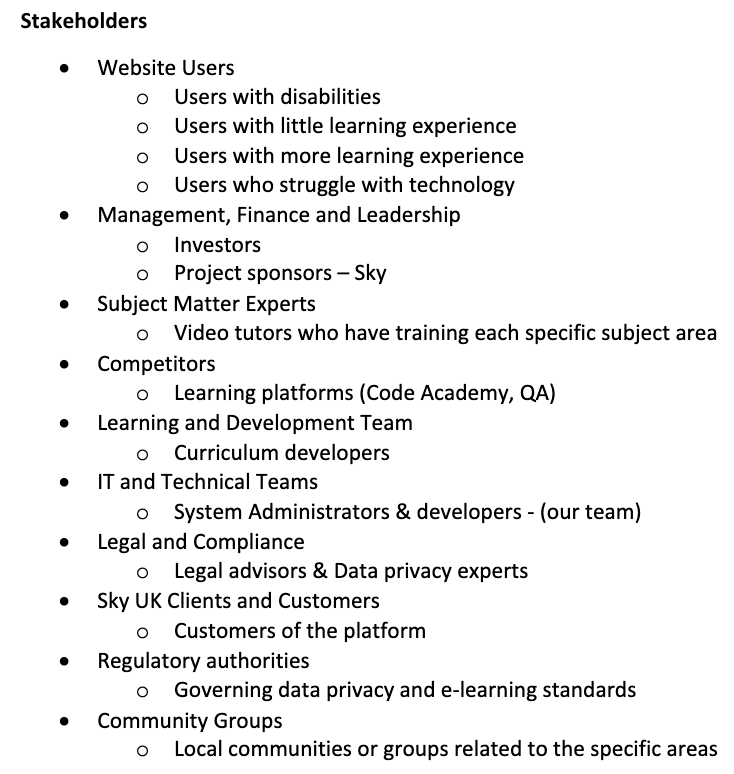 Stakeholders
• Website Users
o Users with disabilities
o Users with little learning experience
o Users with more learning experience
o Users who struggle with technology
• Management, Finance and Leadership
o Investors
o Project sponsors – Sky
• Subject Matter Experts
o Video tutors who have training each specific subject area
• Competitors
o Learning platforms (Code Academy, QA)
• Learning and Development Team
o Curriculum developers
• IT and Technical Teams
o System Administrators & developers - (our team)
• Legal and Compliance
o Legal advisors & Data privacy experts
• Sky UK Clients and Customers
o Customers of the platform
• Regulatory authorities
o Governing data privacy and e-learning standards
• Community Groups
o Local communities or groups related to the specific areas